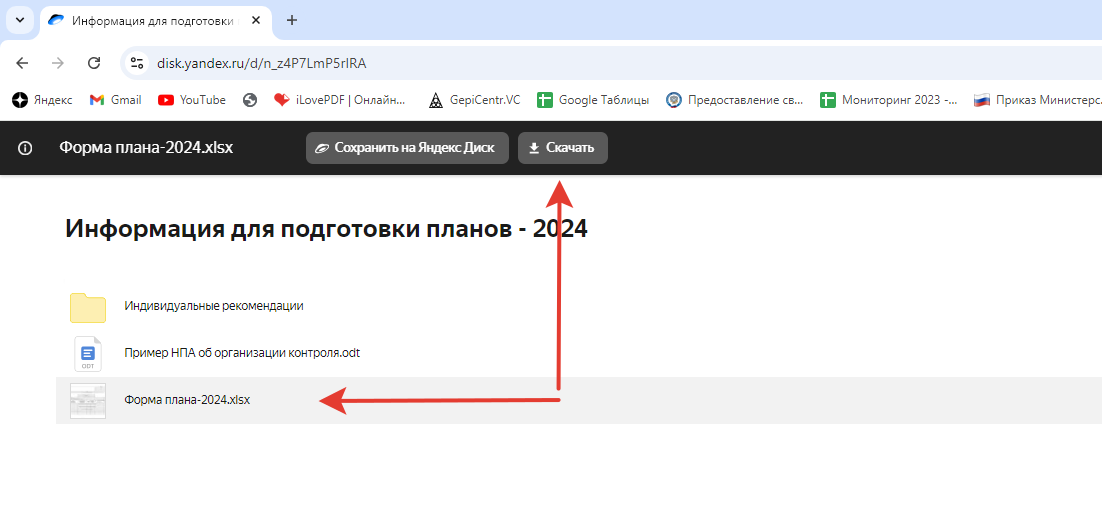 Информация для подготовки
disk.yandex.ru/d/n_z4P7LmP5rIRA
Яндекс
Gmail
YouTube
iLovePDF | Онлайн...
GepiCentr.VC
Google Таблицы
Предоставление св...
Мониторинг 2023 -...
Приказ Министерс...
Форма плана-2024.xlsx
Сохранить на Яндекс Диск
Скачать
Информация для подготовки планов - 2024
Индивидуальные рекомендации
Пример НПА об организации контроля.odt
ODT
Форма плана-2024.xlsx